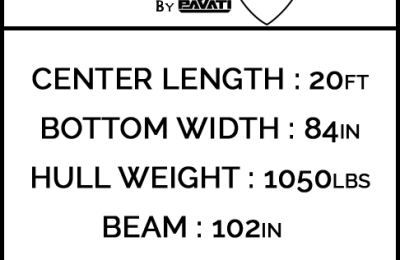 By PAVATI
CENTER LENGTH : 20FT
BOTTOM WIDTH : 84IN
HULL WEIGHT : 1050LBS
BEAM : 102IN